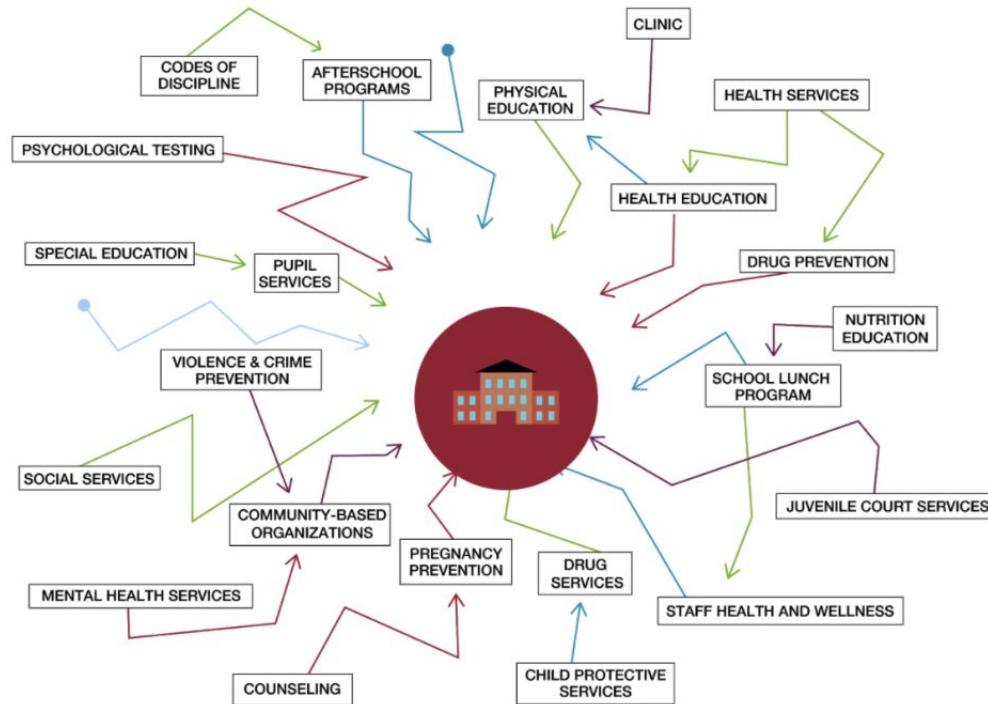 CLINIC
CODES OF
DISCIPLINE
AFTERSCHOOL
PROGRAMS
PHYSICAL
EDUCATION
HEALTH SERVICES
PSYCHOLOGICAL TESTING
HEALTH EDUCATION
SPECIAL EDUCATION
PUPIL
SERVICES
DRUG PREVENTION
NUTRITION
EDUCATION
VIOLENCE & CRIME
PREVENTION
SCHOOL LUNCH
PROGRAM
SOCIAL SERVICES
JUVENILE COURT SERVICES
COMMUNITY-BASED
ORGANIZATIONS
PREGNANCY
PREVENTION
DRUG
SERVICES
MENTAL HEALTH SERVICES
STAFF HEALTH AND WELLNESS
COUNSELING
CHILD PROTECTIVE
SERVICES